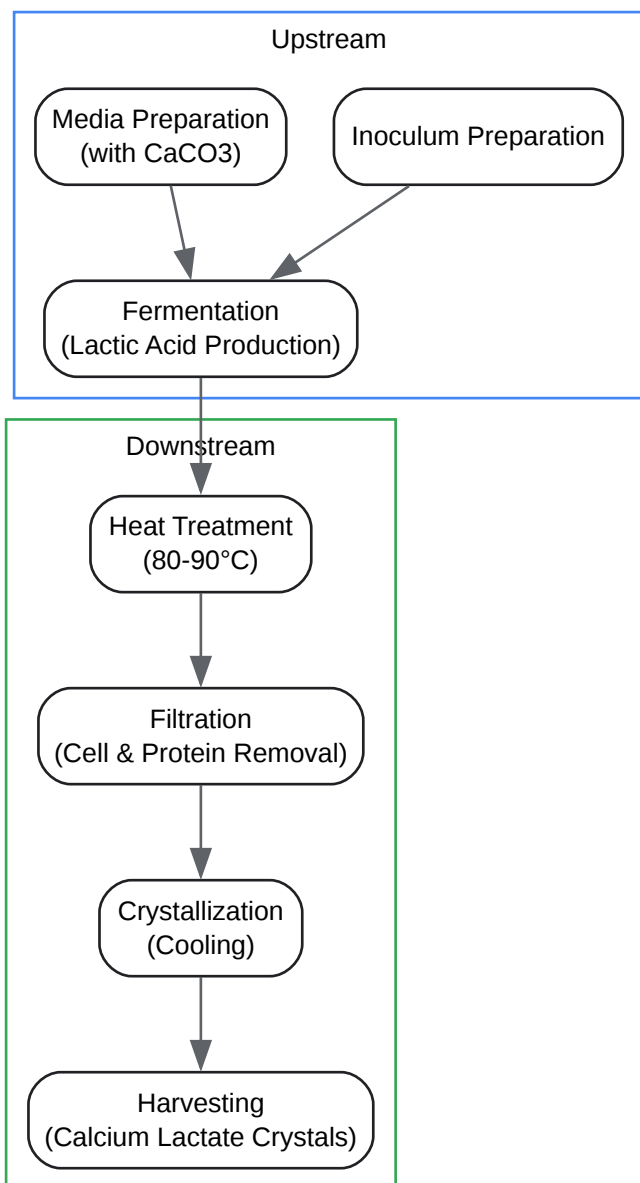 Upstream
Media Preparation
(with CaCO3)
Inoculum Preparation
Fermentation
(Lactic Acid Production)
Downstream
Heat Treatment
(80-90°C)
Filtration
(Cell & Protein Removal)
Crystallization
(Cooling)
Harvesting
(Calcium Lactate Crystals)